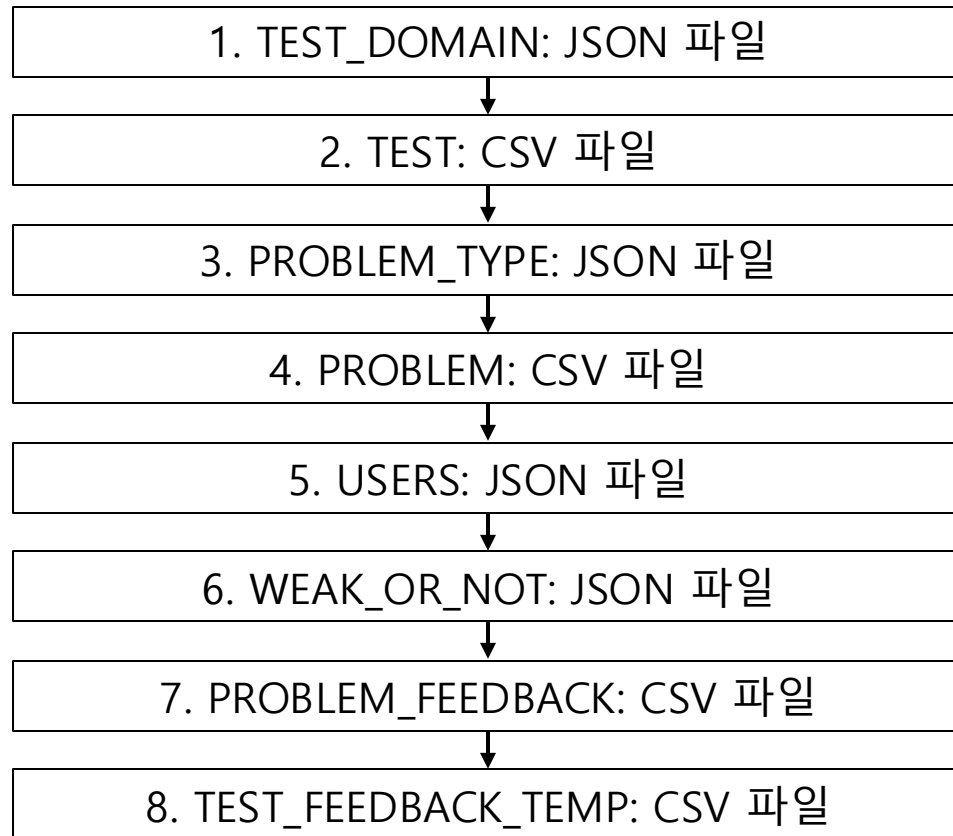 1. TEST_DOMAIN: JSON 파일
2. TEST: CSV 파일
3. PROBLEM_TYPE: JSON 파일
4. PROBLEM: CSV 파일
5. USERS: JSON 파일
6. WEAK_OR_NOT: JSON 파일
7. PROBLEM_FEEDBACK: CSV 파일
8. TEST_FEEDBACK_TEMP: CSV 파일